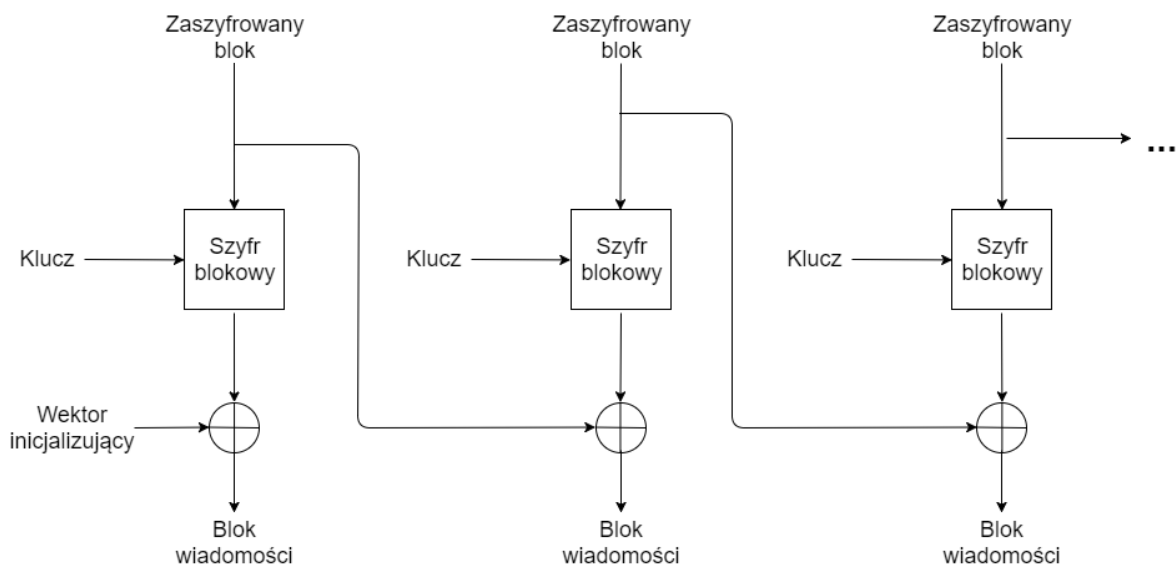 Zaszyfrowany
blok
Zaszyfrowany
blok
Zaszyfrowany
blok
...
Klucz
Szyfr
blokowy
Klucz
Szyfr
blokowy
Klucz
Szyfr
blokowy
Wektor
inicjalizujący
Blok
wiadomości
Blok
wiadomości
Blok
wiadomości